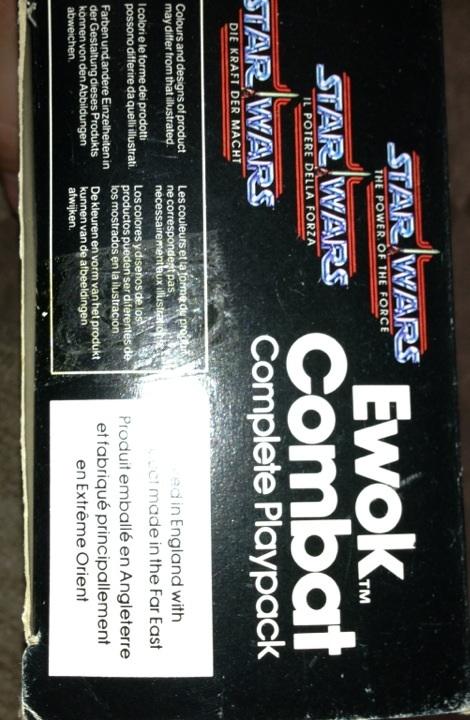 STAR WARS
THE POWER OF THE FORCE
STAR WARS
IL POTERE DELLA FORZA
STAR WARS
DIE KRAFT DER MACHT
Ewok™
Combat
Complete Playpack
Colours and designs of product
may differ from that illustrated.
I colori e le forme dei prodotti
possono differire da quelli illustrati.
Farben und andere Einzelheiten in
der Gestaltung dieses Produkts
können von den Abbildungen
abweichen.
Les couleurs et la forme du
ne correspondent pas
nécessairement aux
Los colores y diseños de los
productos pueden ser diferentes de
los mostrados en la ilustración.
De kleuren en vorm van het produkt
kunnen van de afbeeldingen
afwijken.
in England with
made in the Far East
Produit emballé en Angleterre
et fabriqué principallement
en Extrême Orient